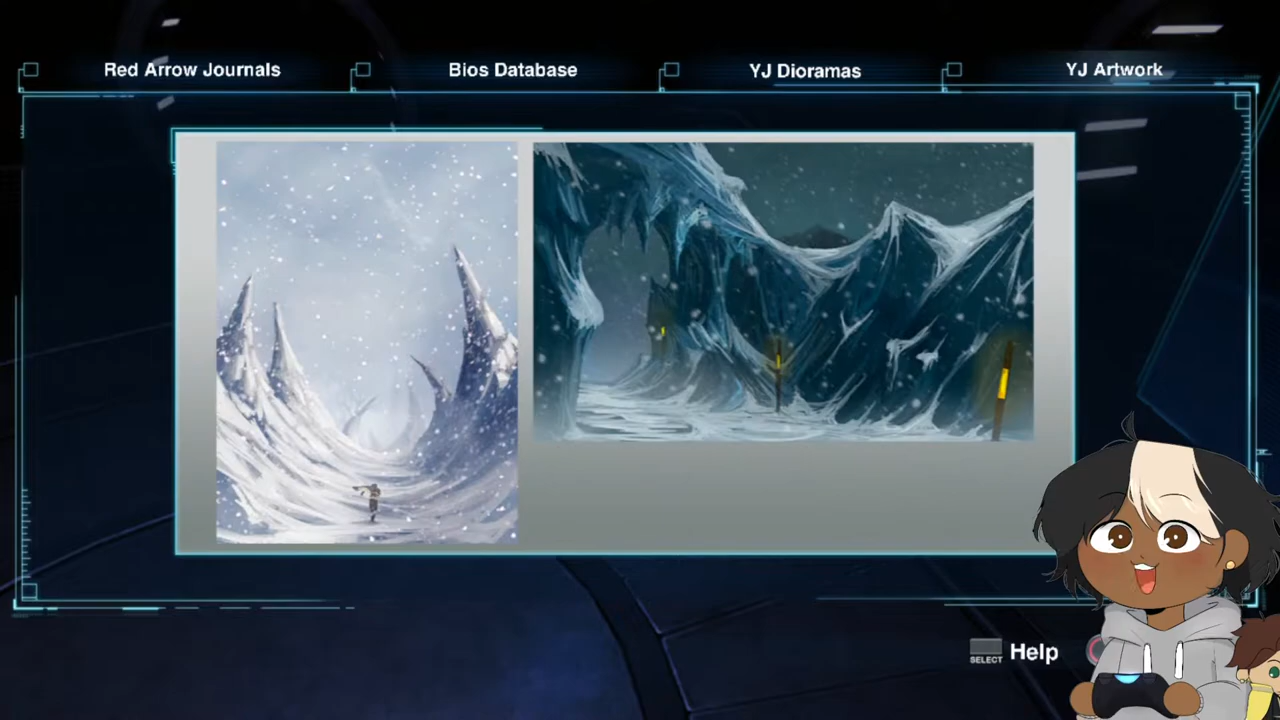 Red Arrow Journals
Bios Database
YJ Dioramas
YJ Artwork
SELECT Help